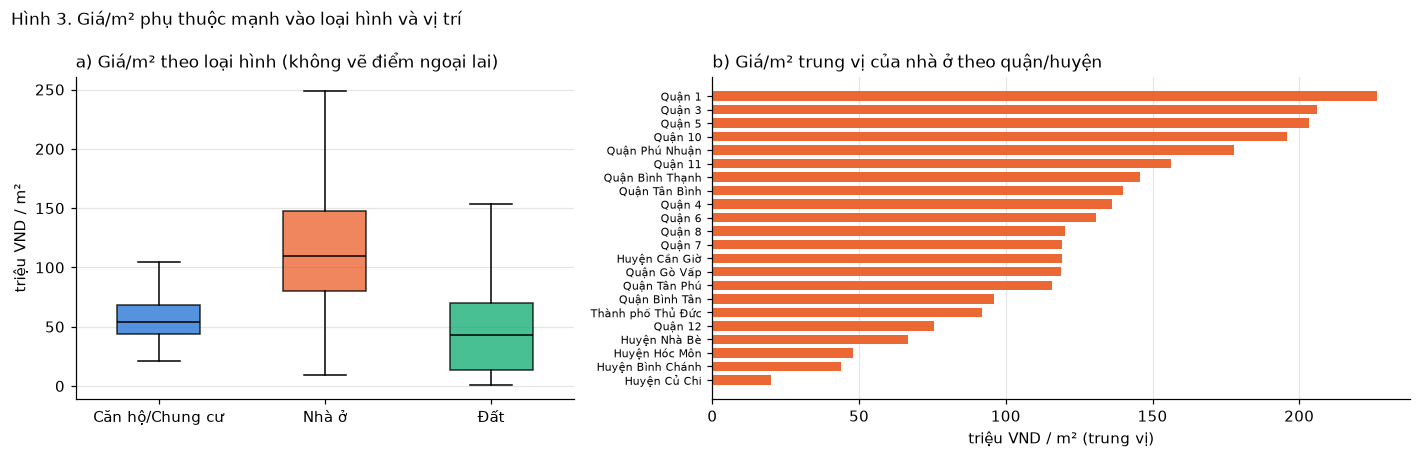 Hình 3. Giá/m² phụ thuộc mạnh vào loại hình và vị trí
a) Giá/m² theo loại hình (không vẽ điểm ngoại lai)
triệu VND / m²
250
200
150
100
50
0
Căn hộ/Chung cư
Nhà ở
Đất
b) Giá/m² trung vị của nhà ở theo quận/huyện
Quận 1
Quận 3
Quận 5
Quận 10
Quận Phú Nhuận
Quận 11
Quận Bình Thạnh
Quận Tân Bình
Quận 4
Quận 6
Quận 8
Quận 7
Huyện Cần Giờ
Quận Gò Vấp
Quận Tân Phú
Quận Bình Tân
Thành phố Thủ Đức
Quận 12
Huyện Nhà Bè
Huyện Hóc Môn
Huyện Bình Chánh
Huyện Củ Chi
0 50 100 150 200
triệu VND / m² (trung vị)